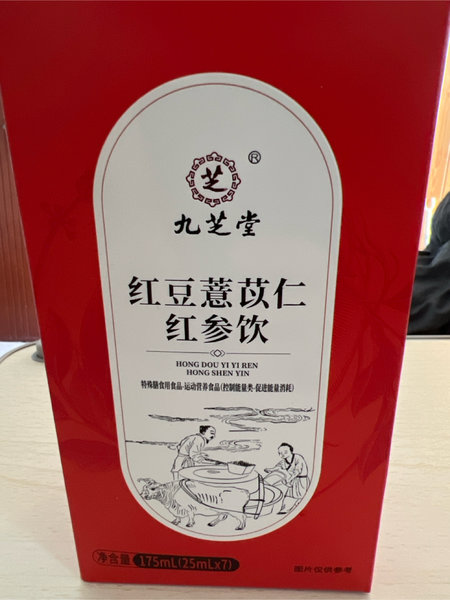 芝
®
九芝堂
红豆薏苡仁
红参饮
HONG DOU YI YI REN
HONG SHEN YIN
特殊膳食用食品·运动营养食品(控制能量类·促进能量消耗)
净含量 175mL(25mLx7)
图片仅供参考